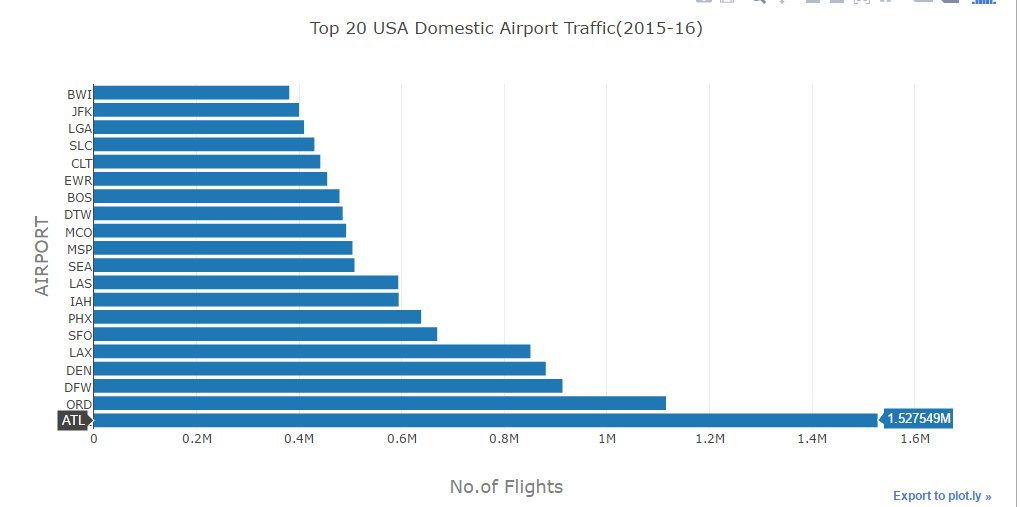 Top 20 USA Domestic Airport Traffic(2015-16)
AIRPORT
BWI
JFK
LGA
SLC
CLT
EWR
BOS
DTW
MCO
MSP
SEA
LAS
IAH
PHX
SFO
LAX
DEN
DFW
ORD
ATL 1.527549M
0 0.2M 0.4M 0.6M 0.8M 1M 1.2M 1.4M 1.6M
No.of Flights
Export to plot.ly »